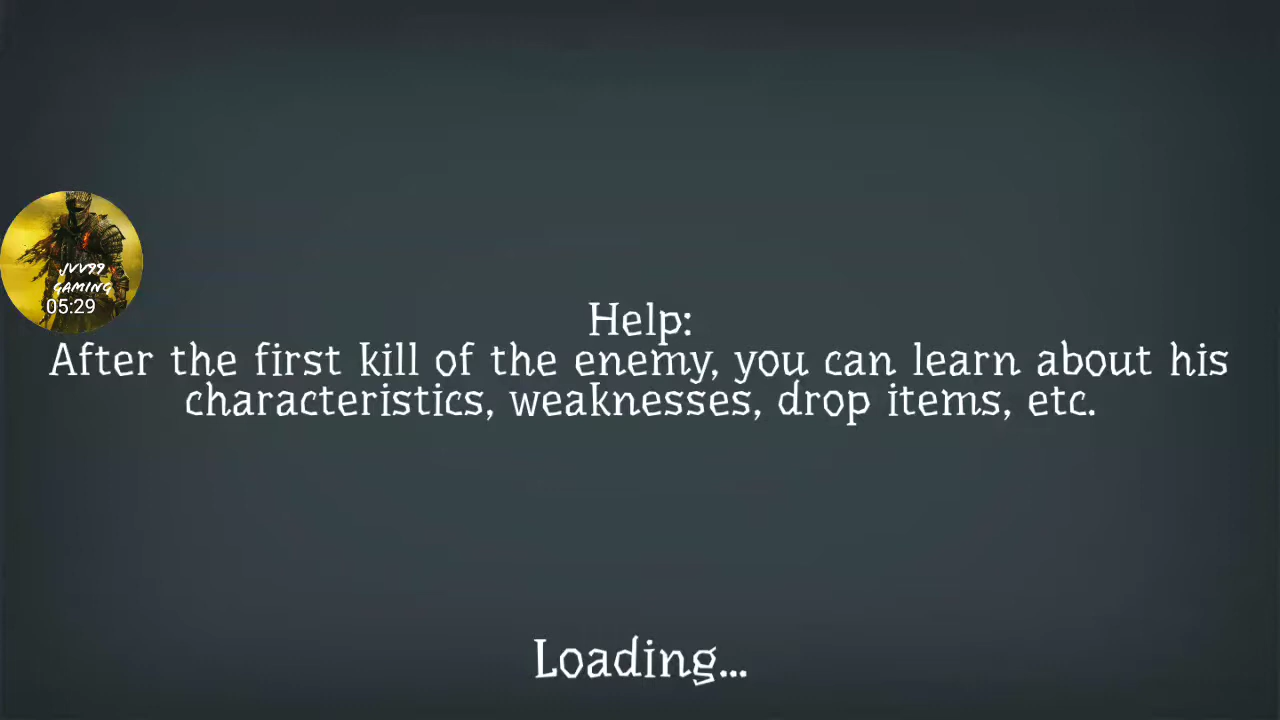 JVV99
GAMING
05:29
Help:
After the first kill of the enemy, you can learn about his
characteristics, weaknesses, drop items, etc.
Loading...